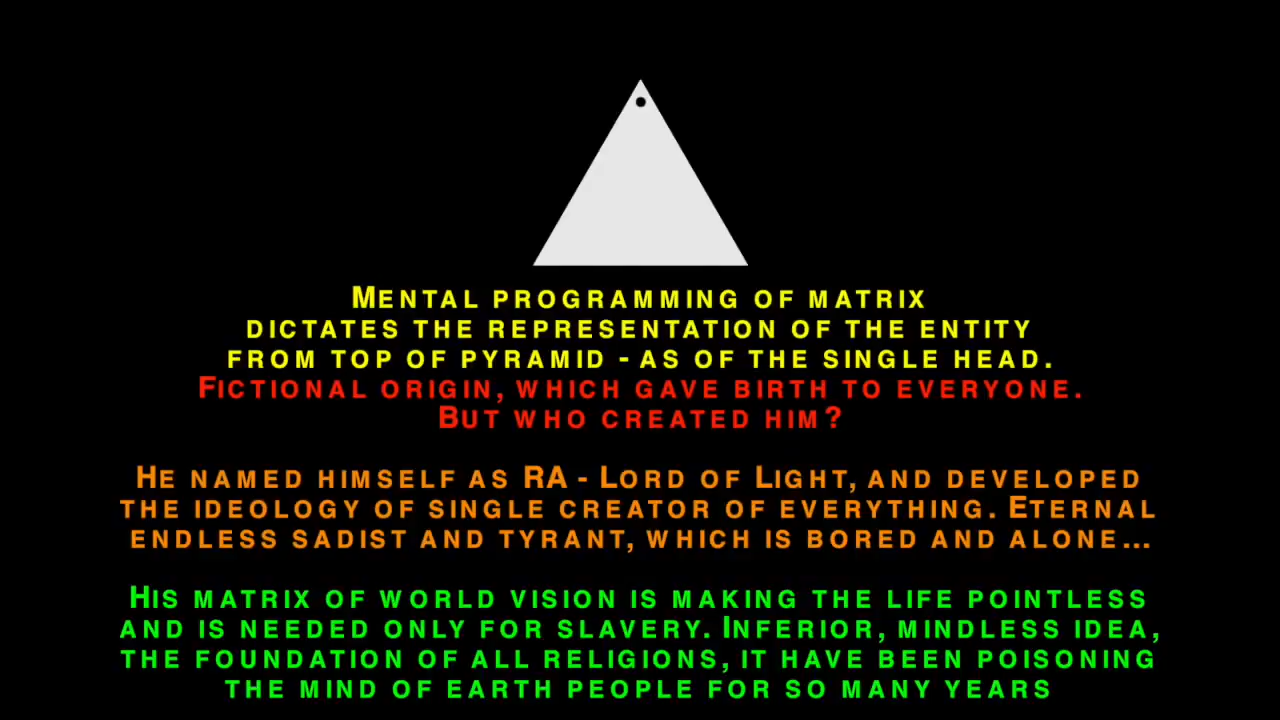 Mental programming of matrix
dictates the representation of the entity
from top of pyramid - as of the single head.
Fictional origin, which gave birth to everyone.
But who created him?
He named himself as RA - Lord of Light, and developed
the ideology of single creator of everything. Eternal
endless sadist and tyrant, which is bored and alone...
His matrix of world vision is making the life pointless
and is needed only for slavery. Inferior, mindless idea,
the foundation of all religions, it have been poisoning
the mind of Earth people for so many years